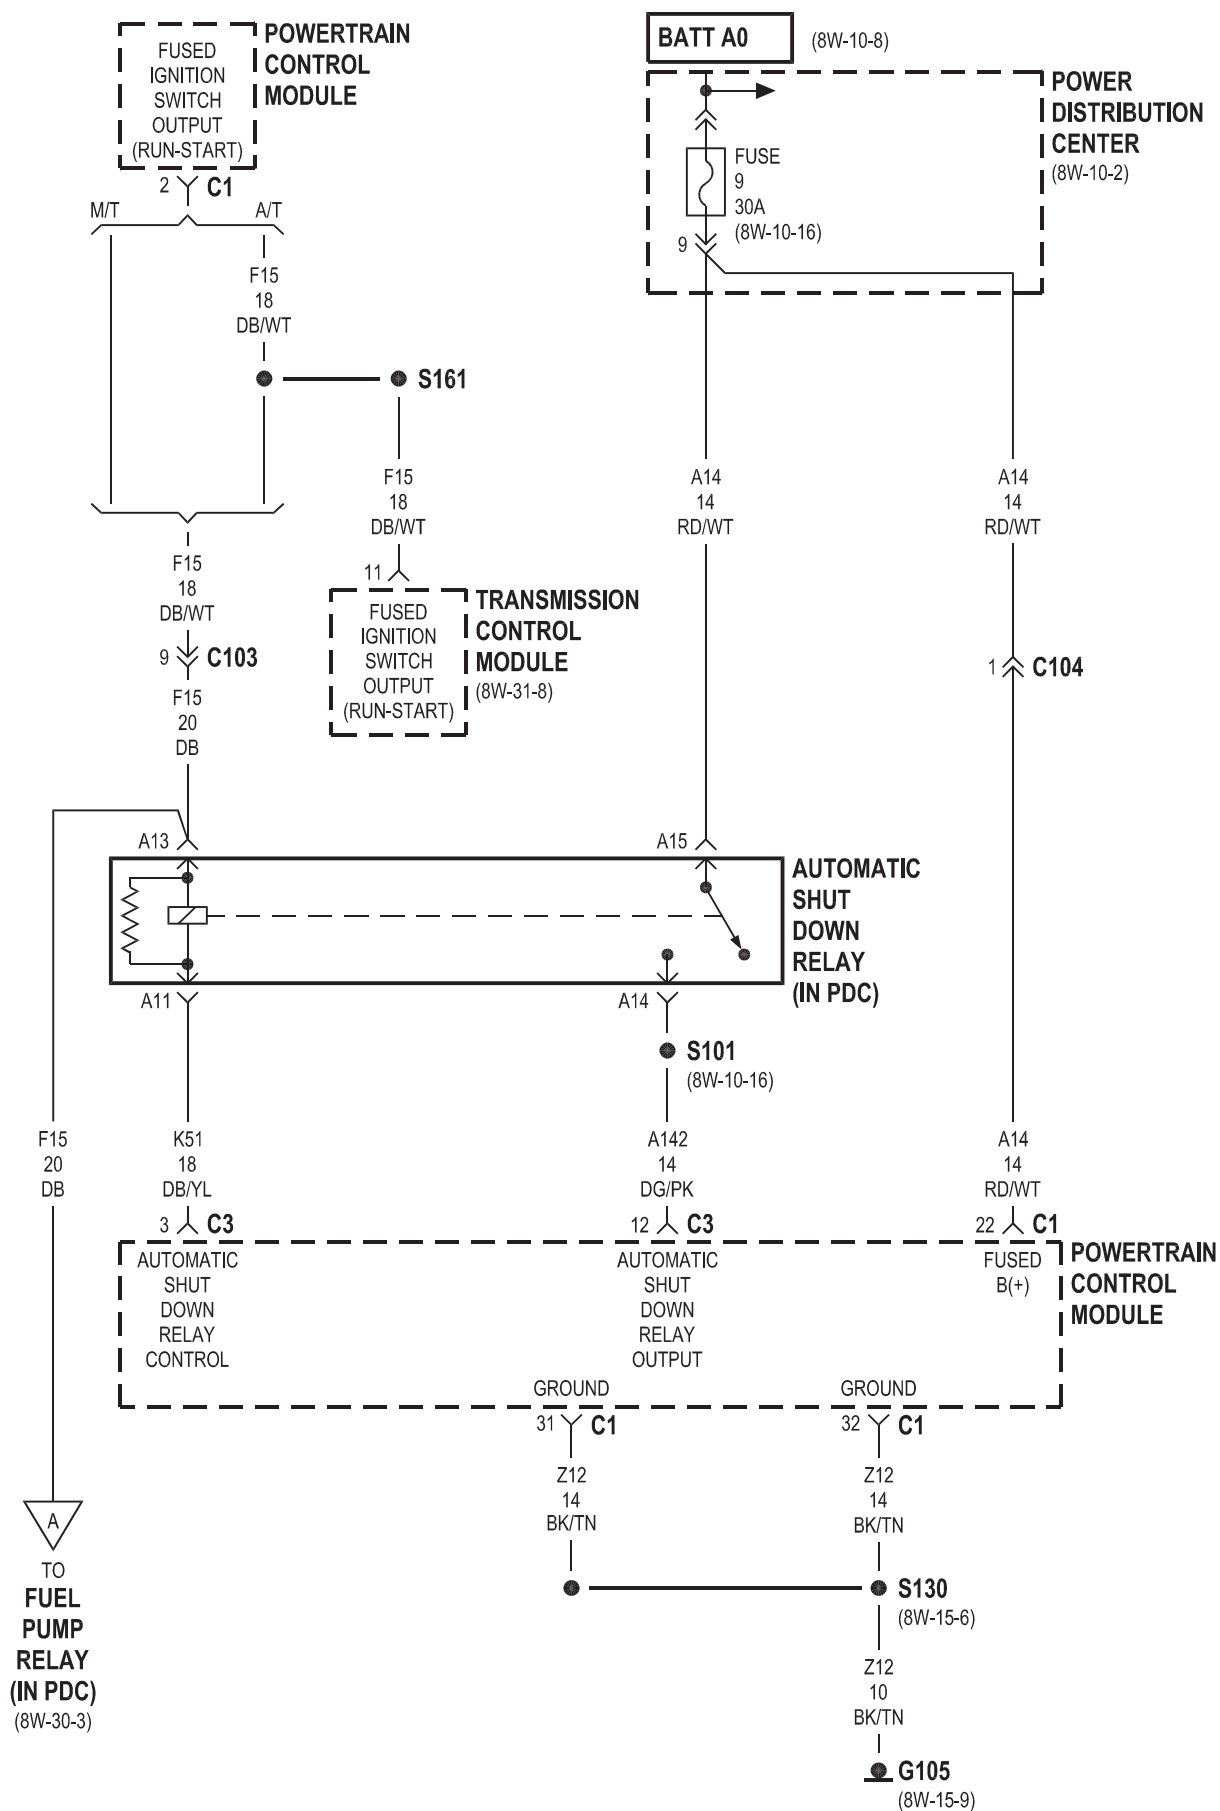 POWERTRAIN
CONTROL
MODULE
FUSED
IGNITION
SWITCH
OUTPUT
(RUN-START)
2
C1
M/T
A/T
F15
18
DB/WT
S161
F15
18
DB/WT
11
FUSED
IGNITION
SWITCH
OUTPUT
(RUN-START)
TRANSMISSION
CONTROL
MODULE
(8W-31-8)
F15
18
DB/WT
9
C103
F15
20
DB
BATT A0
(8W-10-8)
POWER
DISTRIBUTION
CENTER
(8W-10-2)
FUSE
9
30A
(8W-10-16)
9
A14
14
RD/WT
A14
14
RD/WT
1
C104
A13
A15
AUTOMATIC
SHUT
DOWN
RELAY
(IN PDC)
A11
A14
S101
(8W-10-16)
F15
20
DB
K51
18
DB/YL
A142
14
DG/PK
A14
14
RD/WT
3
C3
12
C3
22
C1
AUTOMATIC
SHUT
DOWN
RELAY
CONTROL
AUTOMATIC
SHUT
DOWN
RELAY
OUTPUT
FUSED
B(+)
POWERTRAIN
CONTROL
MODULE
GROUND
GROUND
31
C1
32
C1
Z12
14
BK/TN
Z12
14
BK/TN
S130
(8W-15-6)
Z12
10
BK/TN
G105
(8W-15-9)
A
TO
FUEL
PUMP
RELAY
(IN PDC)
(8W-30-3)